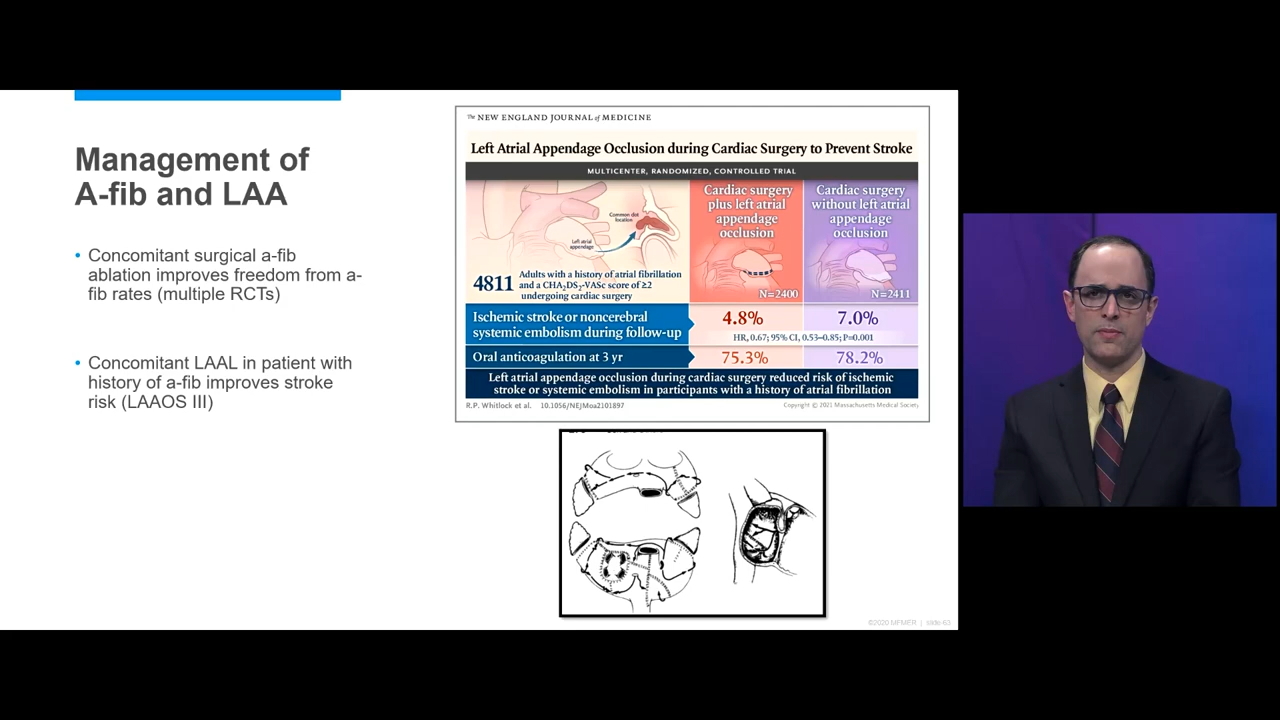 Management of
A-fib and LAA
• Concomitant surgical a-fib
ablation improves freedom from a-
fib rates (multiple RCTs)
• Concomitant LAAL in patient with
history of a-fib improves stroke
risk (LAAOS III)
The NEW ENGLAND JOURNAL of MEDICINE
Left Atrial Appendage Occlusion during Cardiac Surgery to Prevent Stroke
MULTICENTER, RANDOMIZED, CONTROLLED TRIAL
Common clot
location
Left atrial
appendage
4811 Adults with a history of atrial fibrillation
and a CHA₂DS₂-VASc score of ≥2
undergoing cardiac surgery
Cardiac surgery
plus left atrial
appendage
occlusion
N=2400
Cardiac surgery
without left atrial
appendage
occlusion
N=2411
Ischemic stroke or noncerebral
systemic embolism during follow-up
4.8% 7.0%
HR, 0.67; 95% CI, 0.53–0.85; P=0.001
Oral anticoagulation at 3 yr 75.3% 78.2%
Left atrial appendage occlusion during cardiac surgery reduced risk of ischemic
stroke or systemic embolism in participants with a history of atrial fibrillation
R.P. Whitlock et al. 10.1056/NEJMoa2101897 Copyright © 2021 Massachusetts Medical Society
©2020 MFMER | slide-63